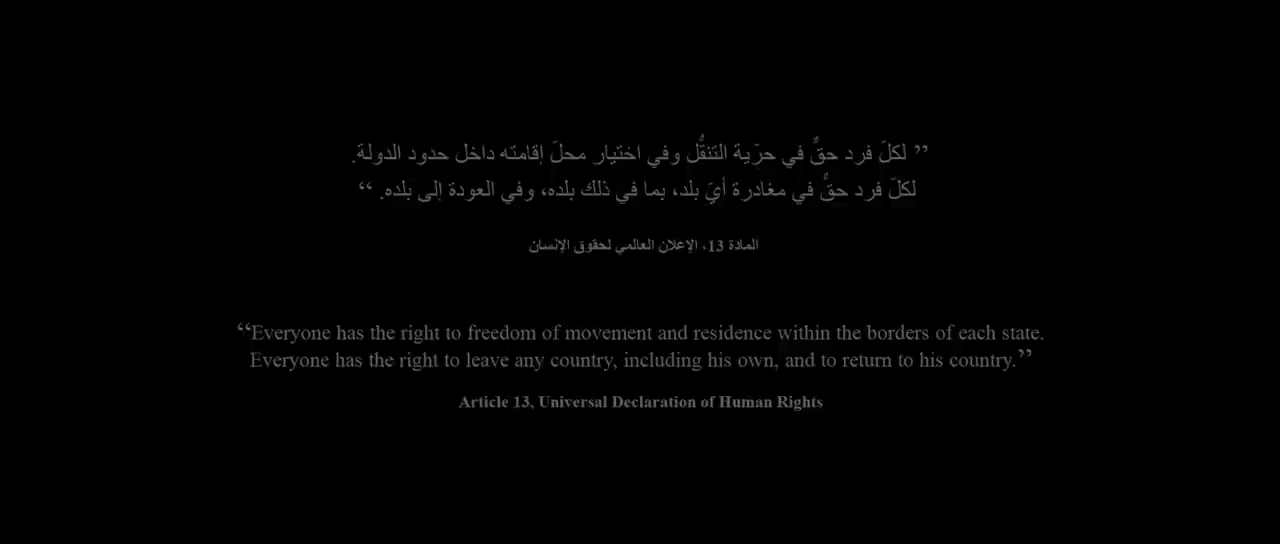 ” لكلّ فرد حقٌّ في حرّية التنقُّل وفي اختيار محلّ إقامته داخل حدود الدولة.
لكلّ فرد حقٌّ في مغادرة أيّ بلد، بما في ذلك بلده، وفي العودة إلى بلده. “
المادة 13، الإعلان العالمي لحقوق الإنسان
“Everyone has the right to freedom of movement and residence within the borders of each state.
Everyone has the right to leave any country, including his own, and to return to his country.”
Article 13, Universal Declaration of Human Rights